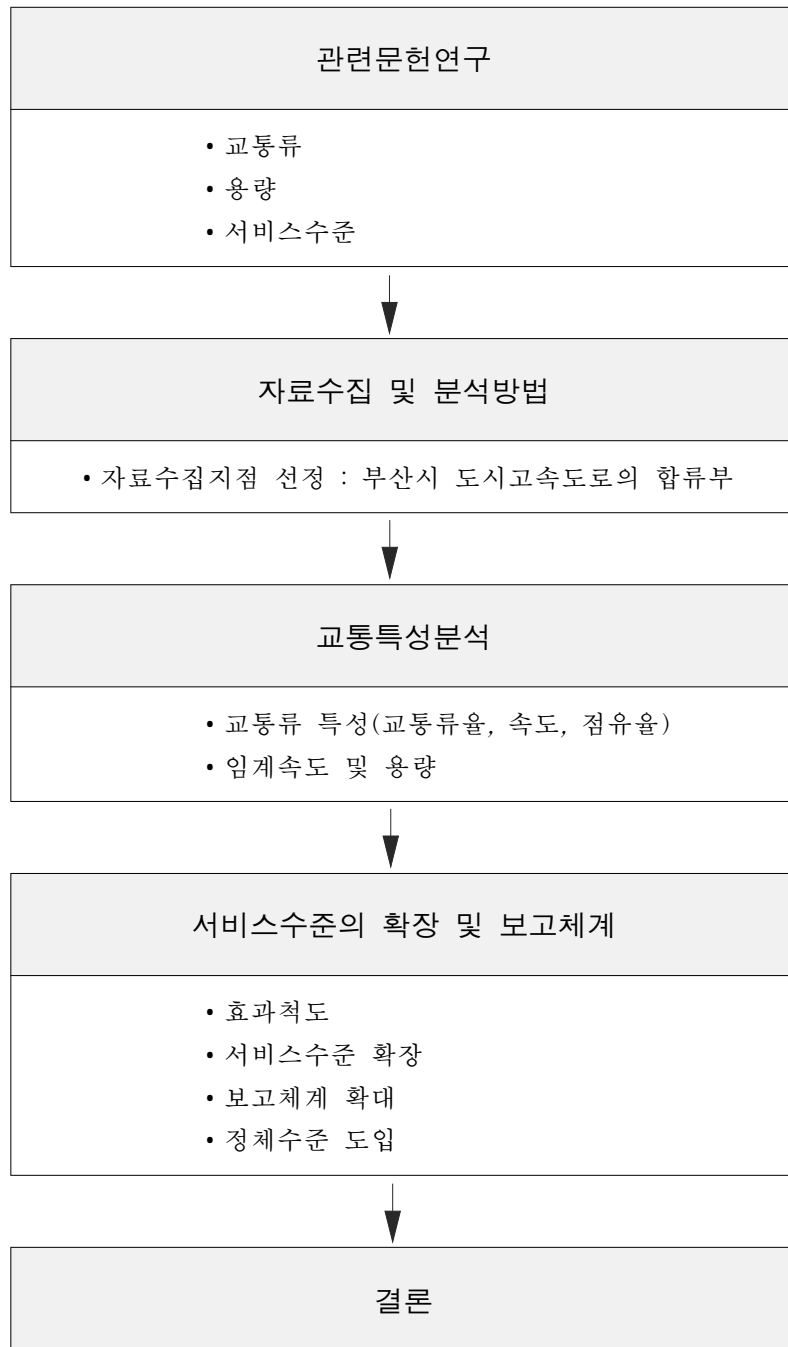 관련문헌연구
• 교통류
• 용량
• 서비스수준
자료수집 및 분석방법
• 자료수집지점 선정 : 부산시 도시고속도로의 합류부
교통특성분석
• 교통류 특성(교통류율, 속도, 점유율)
• 임계속도 및 용량
서비스수준의 확장 및 보고체계
• 효과척도
• 서비스수준 확장
• 보고체계 확대
• 정체수준 도입
결론